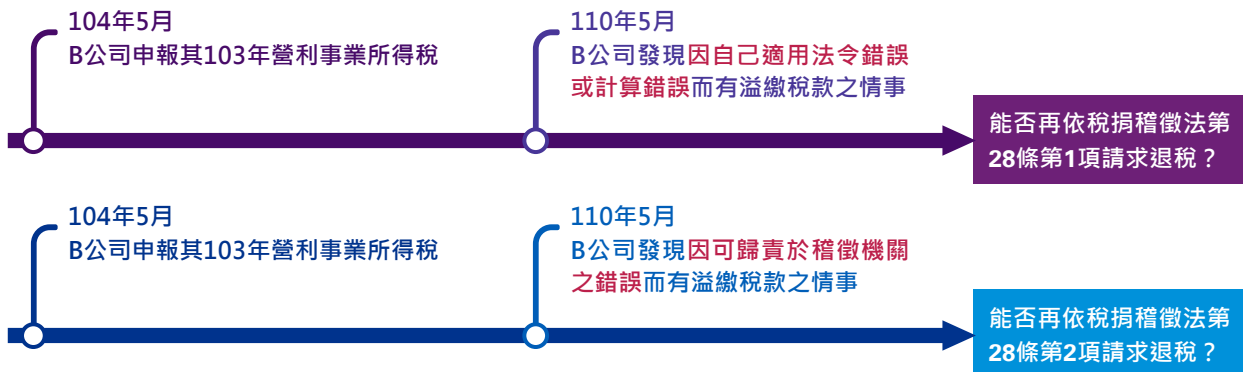 104年5月
B公司申報其103年營利事業所得稅
110年5月
B公司發現因自己適用法令錯誤
或計算錯誤而有溢繳稅款之情事
能否再依稅捐稽徵法第
28條第1項請求退稅？
104年5月
B公司申報其103年營利事業所得稅
110年5月
B公司發現因可歸責於稽徵機關
之錯誤而有溢繳稅款之情事
能否再依稅捐稽徵法第
28條第2項請求退稅？